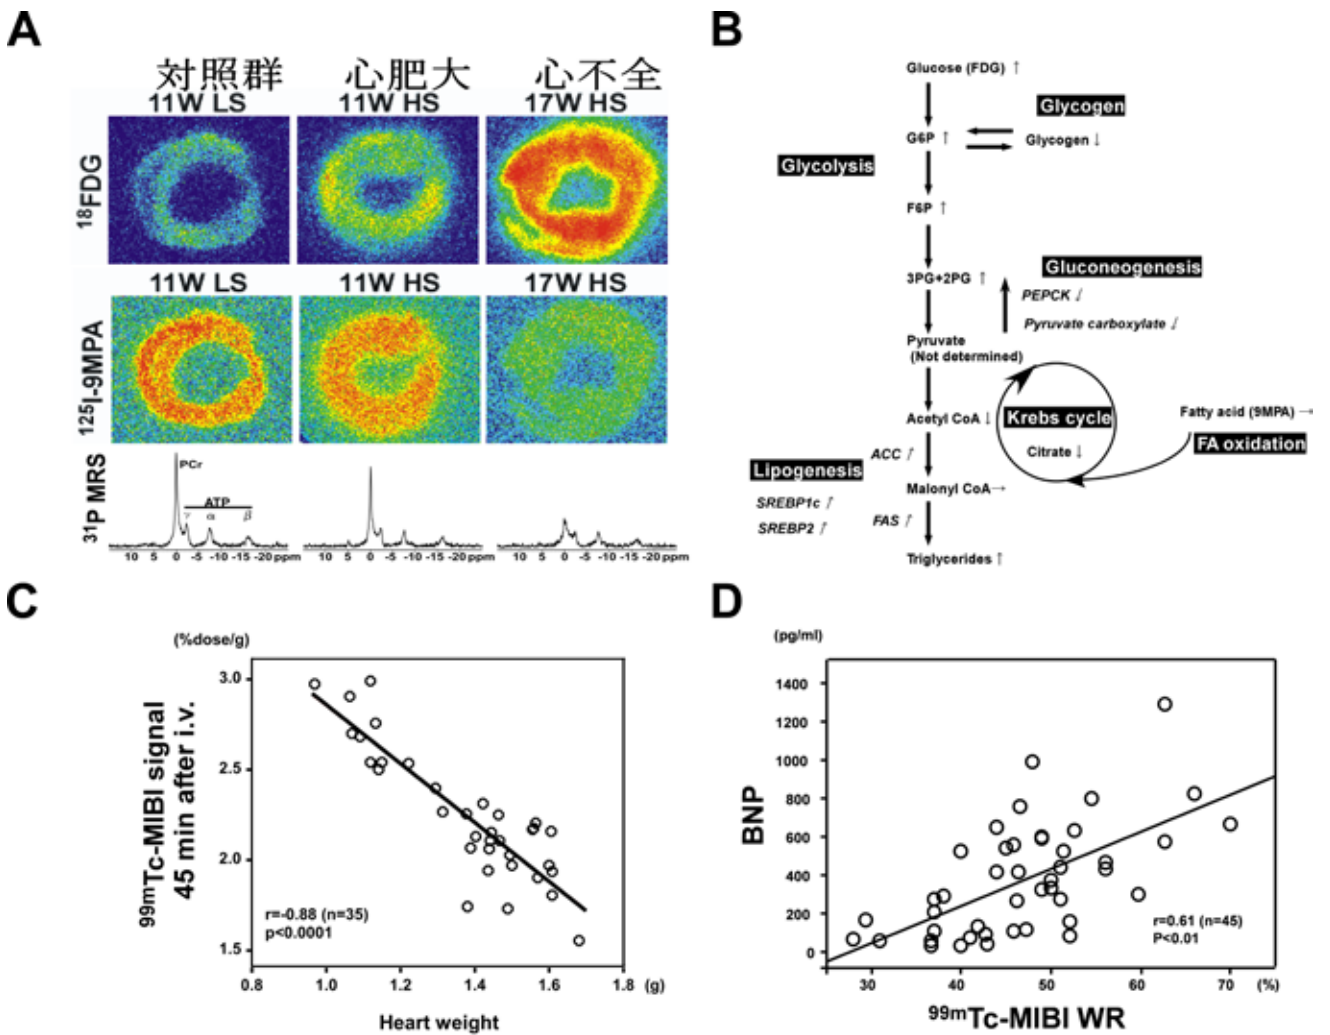 A
対照群 心肥大 心不全
11W LS 11W HS 17W HS
18FDG
11W LS 11W HS 17W HS
125I-9MPA
31P MRS
PCr
ATP
γ α β
10 5 0 -5 -10 -15 -20 ppm 10 5 0 -5 -10 -15 -20 ppm 10 5 0 -5 -10 -15 -20 ppm
B
Glucose (FDG) ↑
Glycogen
G6P ↑
Glycogen ↓
Glycolysis
F6P ↑
Gluconeogenesis
3PG+2PG ↑
PEPCK ↓
Pyruvate carboxylate ↓
Pyruvate
(Not determined)
Acetyl CoA ↓
Krebs cycle
Fatty acid (9MPA) →
FA oxidation
Citrate ↓
ACC ↑
Lipogenesis
Malonyl CoA→
SREBP1c ↑
SREBP2 ↑
FAS ↑
Triglycerides ↑
C
(%dose/g)
99mTc-MIBI signal
45 min after i.v.
3.0
2.5
2.0
1.5
r=-0.88 (n=35)
p<0.0001
0.8 1.0 1.2 1.4 1.6 1.8 (g)
Heart weight
D
(pg/ml)
BNP
1400
1200
1000
800
600
400
200
0
r=0.61 (n=45)
P<0.01
30 40 50 60 70 (%)
99mTc-MIBI WR